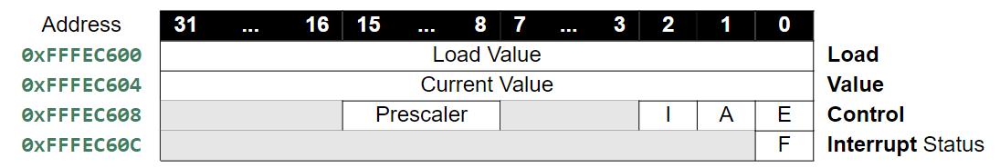 Address 31 ... 16 15 ... 8 7 ... 3 2 1 0
0xFFFEC600 Load Value Load
0xFFFEC604 Current Value Value
0xFFFEC608 Prescaler I A E Control
0xFFFEC60C F Interrupt Status